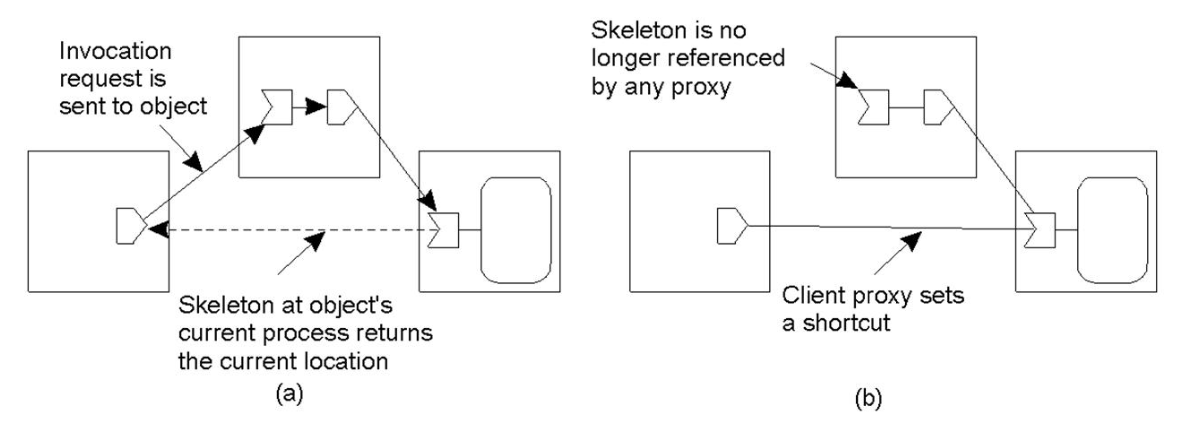 Invocation
request is
sent to object
Skeleton at object's
current process returns
the current location
(a)
Skeleton is no
longer referenced
by any proxy
Client proxy sets
a shortcut
(b)